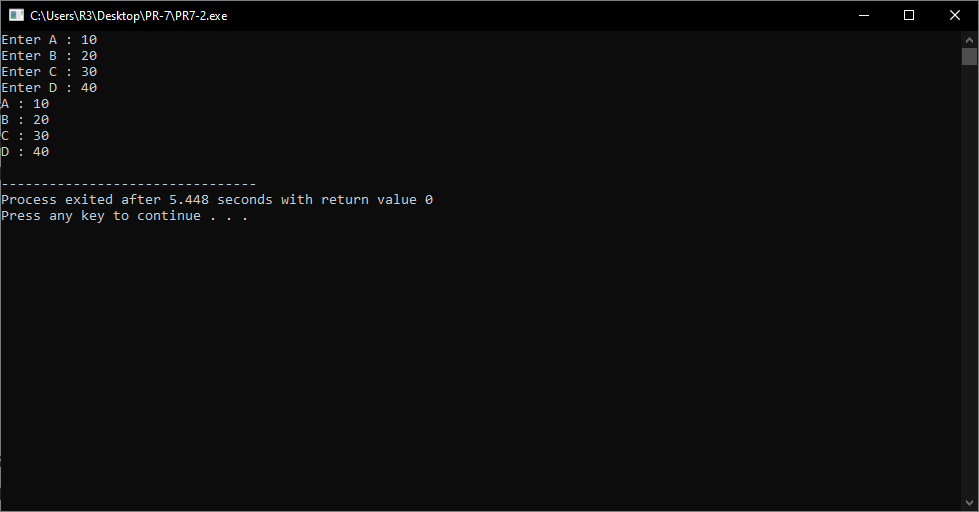 C:\Users\R3\Desktop\PR-7\PR7-2.exe
Enter A : 10
Enter B : 20
Enter C : 30
Enter D : 40
A : 10
B : 20
C : 30
D : 40
--------------------------------
Process exited after 5.448 seconds with return value 0
Press any key to continue . . .